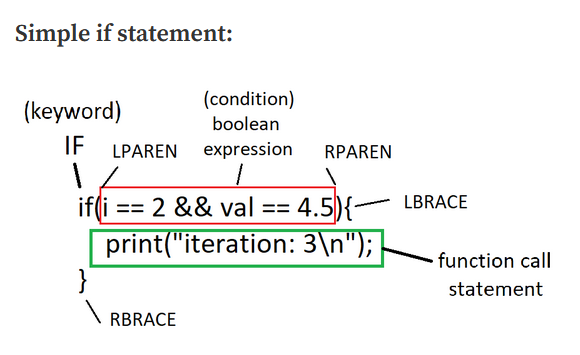 Simple if statement:
(keyword)
IF
LPAREN
(condition)
boolean
expression
RPAREN
if(i == 2 && val == 4.5){
LBRACE
print("iteration: 3\n");
function call
statement
}
RBRACE